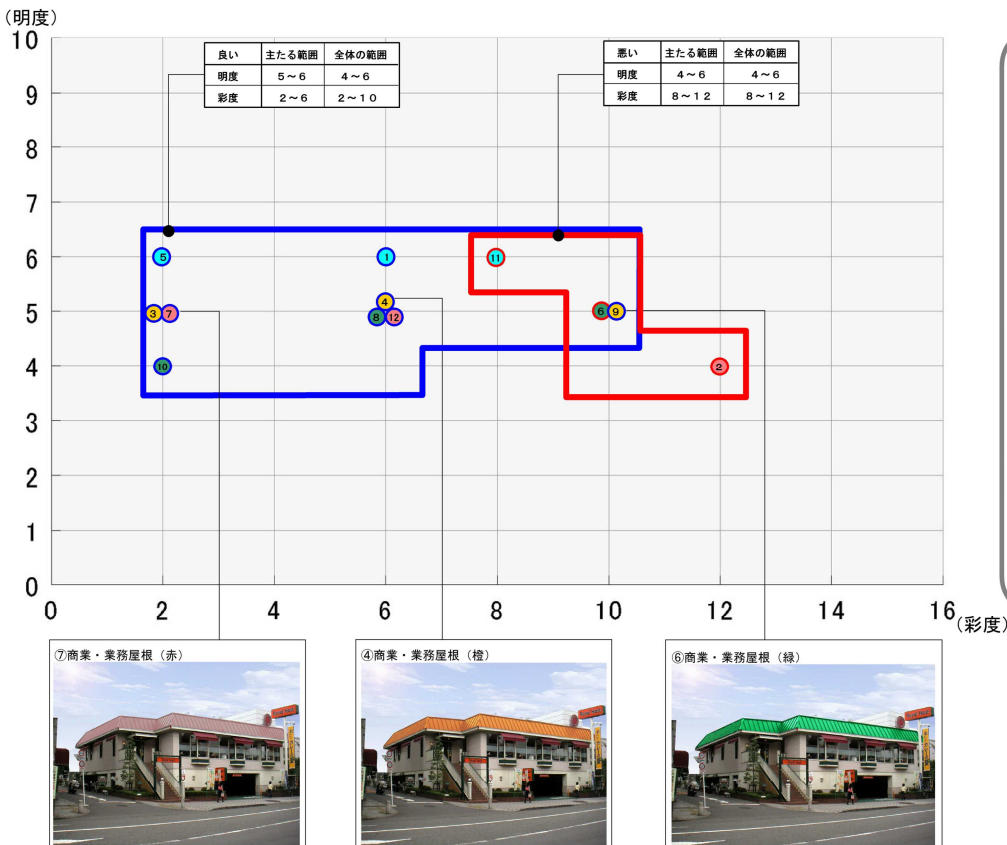 （明度）
10
9
8
7
6
5
4
3
2
1
0
0 2 4 6 8 10 12 14 16
（彩度）
良い 主たる範囲 全体の範囲
明度 5～6 4～6
彩度 2～6 2～10
悪い 主たる範囲 全体の範囲
明度 4～6 4～6
彩度 8～12 8～12
5 1 11
3 7 4 8 12 6 9
10 2
⑦商業・業務屋根（赤）
④商業・業務屋根（橙）
⑥商業・業務屋根（緑）